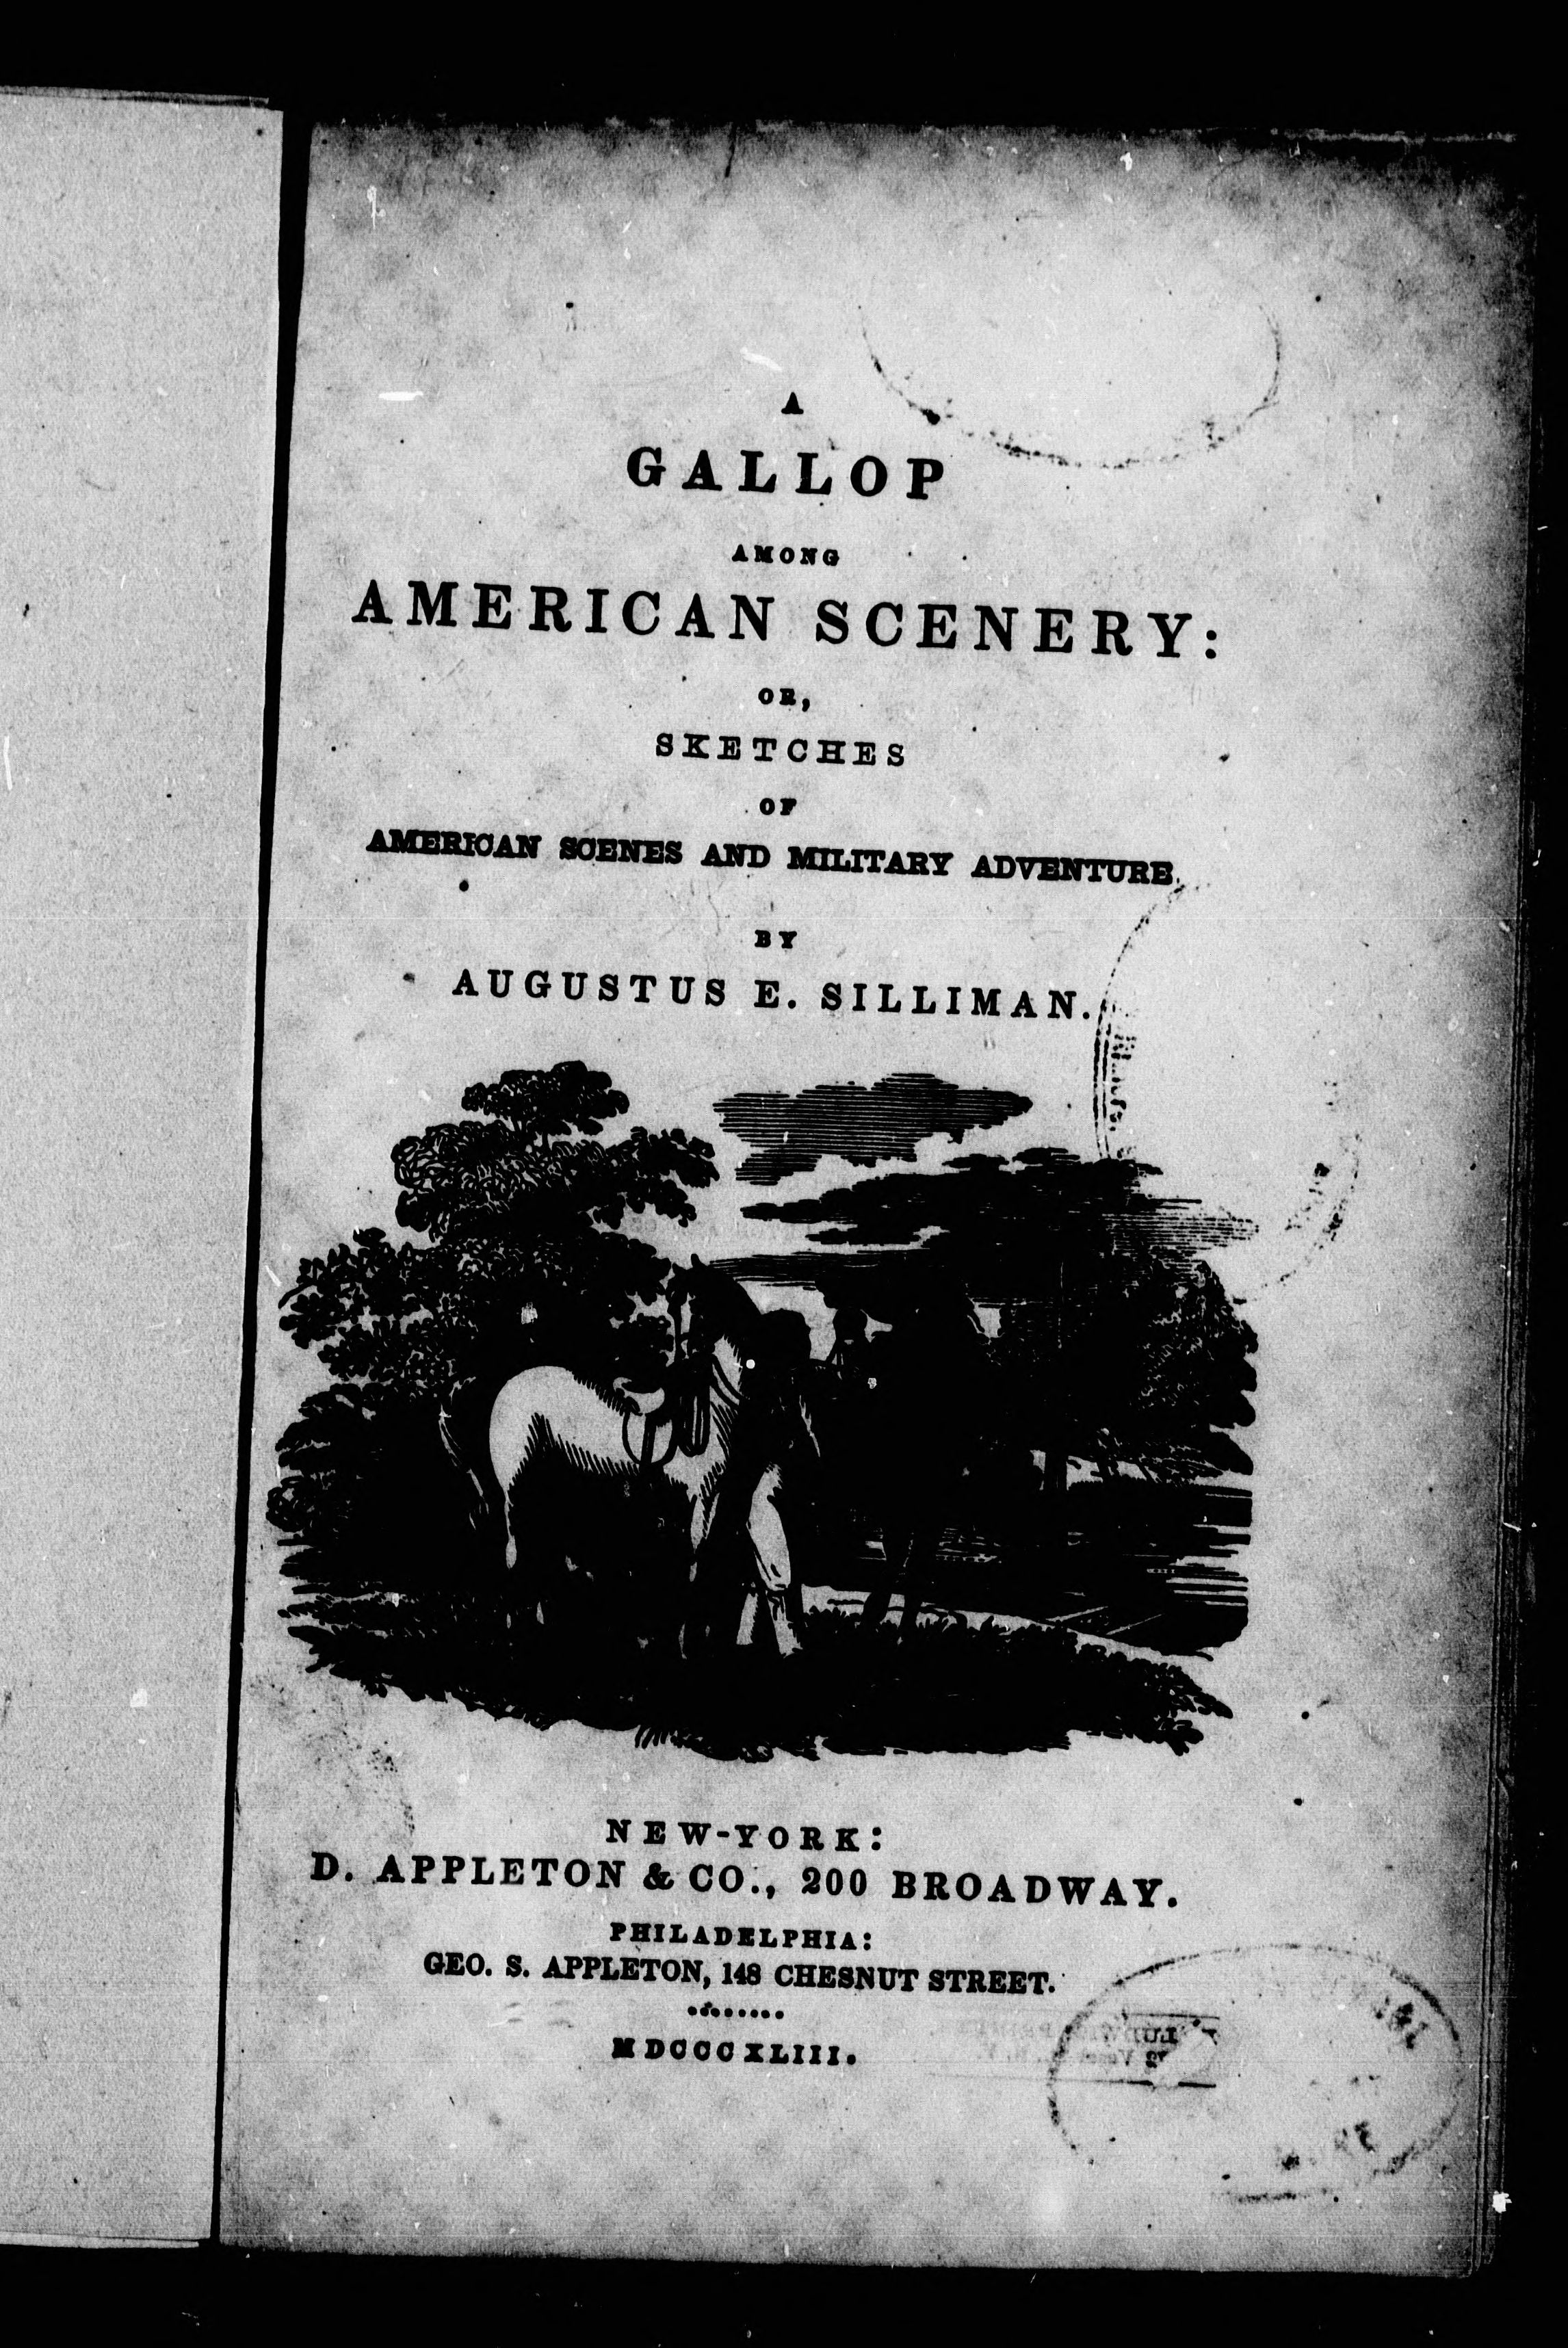 A
GALLOP
AMONG
AMERICAN SCENERY:
OR,
SKETCHES
OF
AMERICAN SCENES AND MILITARY ADVENTURE.
BY
AUGUSTUS E. SILLIMAN.
NEW-YORK:
D. APPLETON & CO., 200 BROADWAY.
PHILADELPHIA:
GEO. S. APPLETON, 148 CHESNUT STREET.
........
MDCCCXLIII.